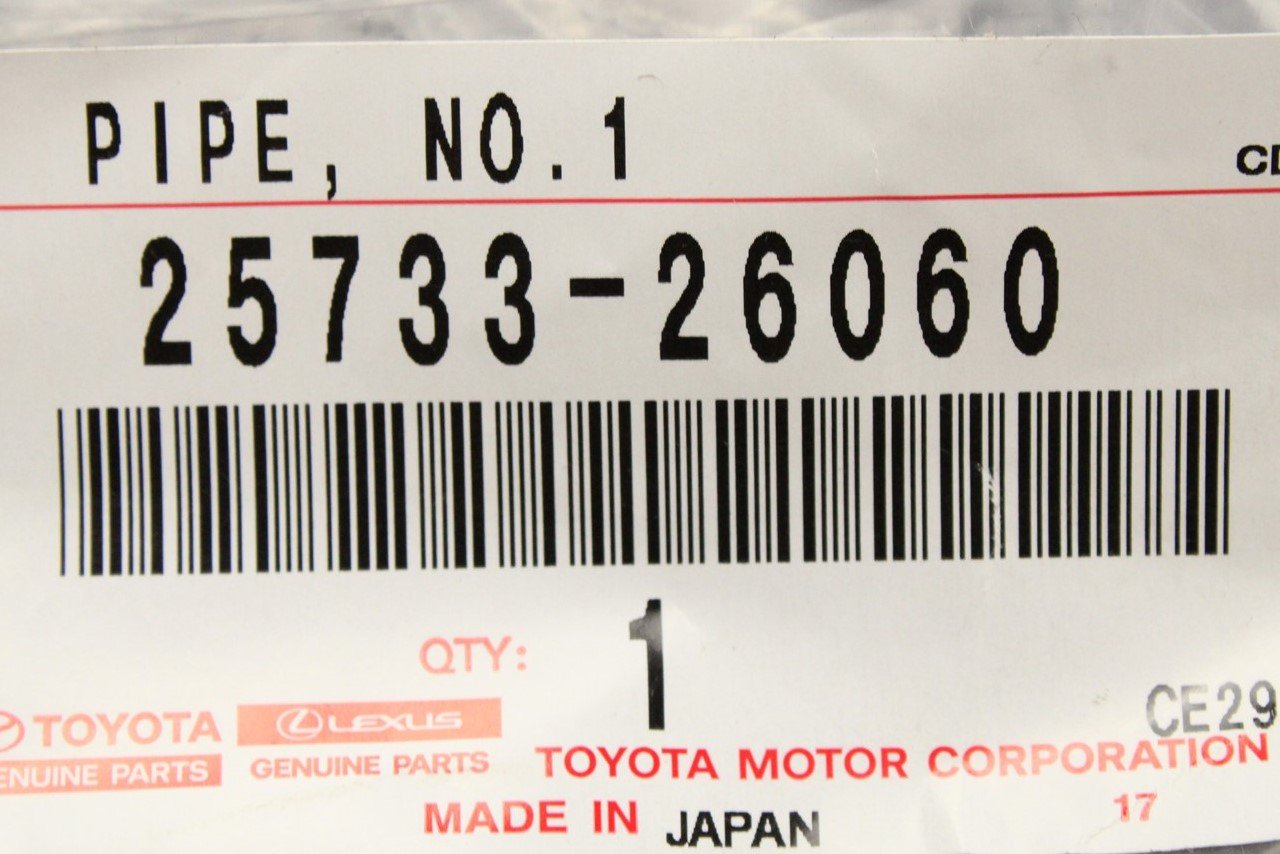 PIPE, NO.1
25733-26060
QTY: 1
CE29
TOYOTA
LEXUS
GENUINE PARTS
GENUINE PARTS
TOYOTA MOTOR CORPORATION
MADE IN JAPAN
17